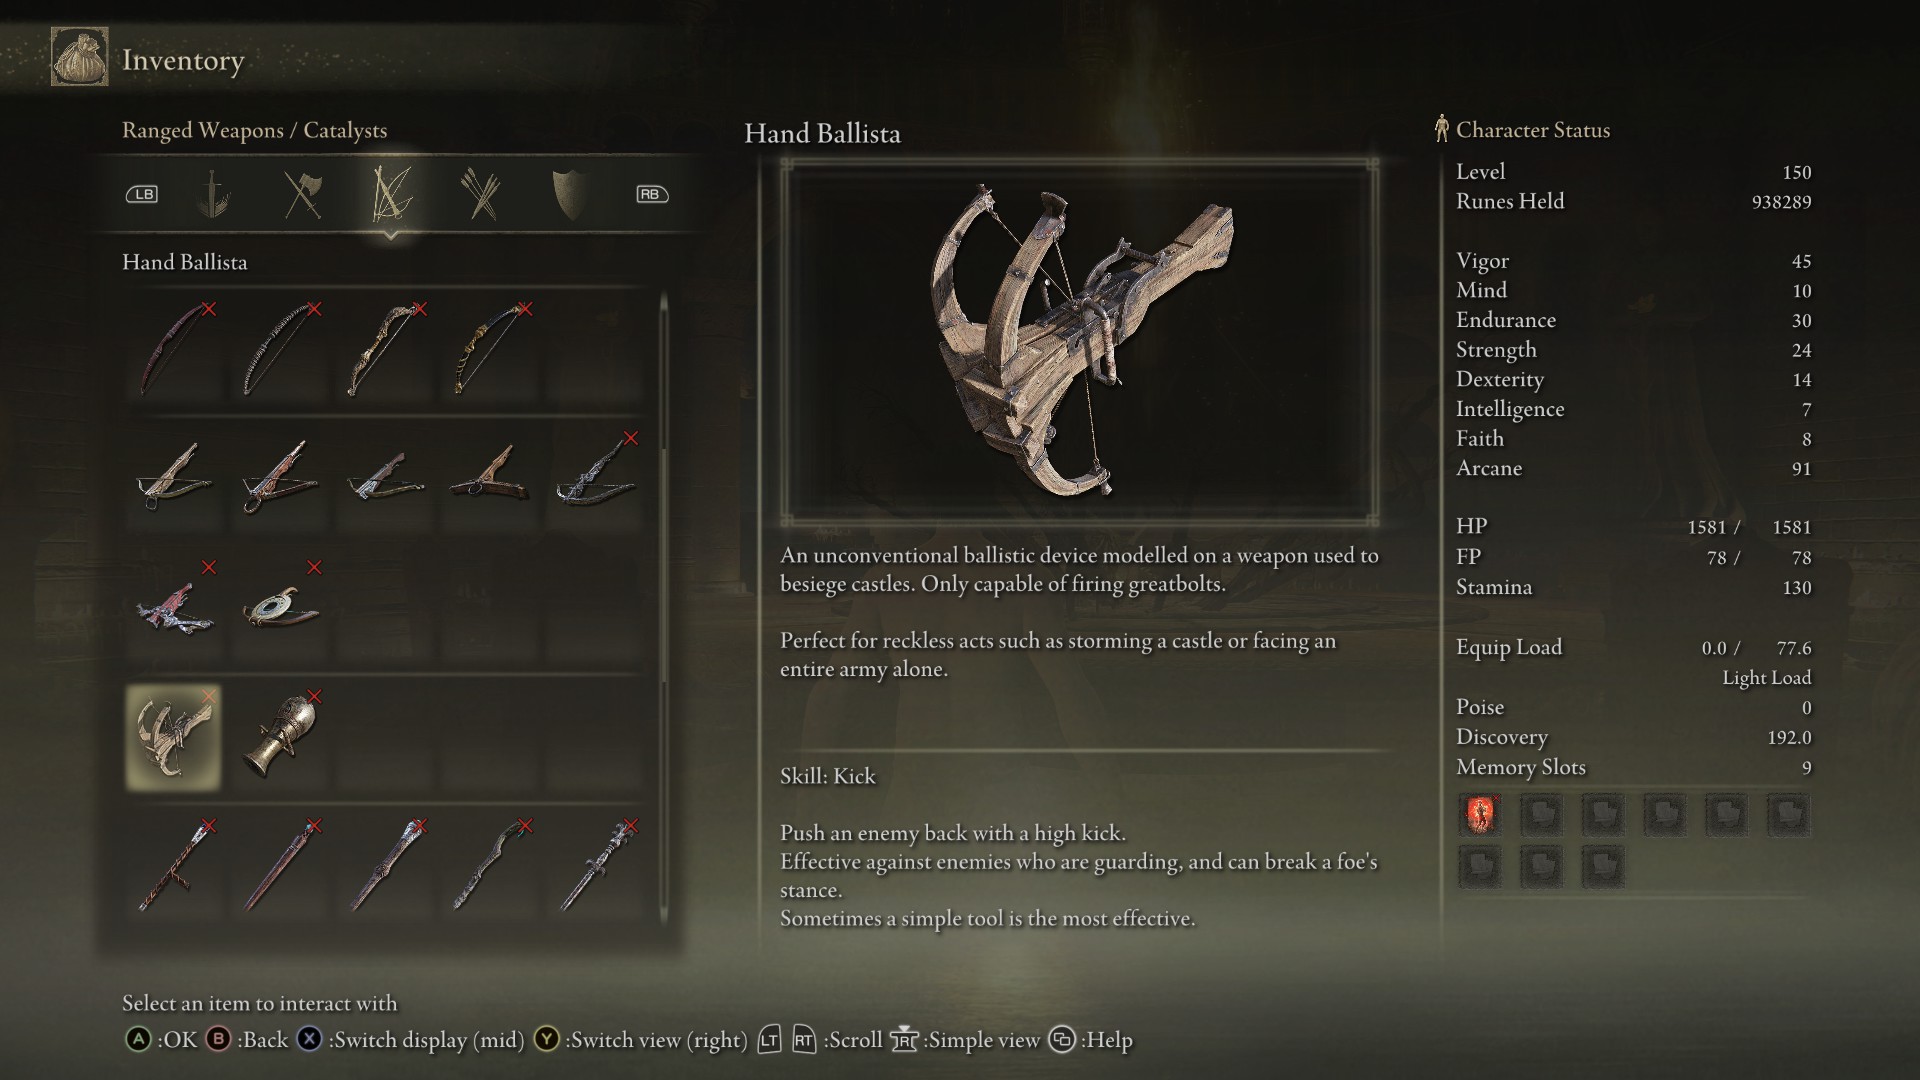 Inventory
Ranged Weapons / Catalysts
LB
RB
Hand Ballista
Hand Ballista
An unconventional ballistic device modelled on a weapon used to
besiege castles. Only capable of firing greatbolts.
Perfect for reckless acts such as storming a castle or facing an
entire army alone.
Skill: Kick
Push an enemy back with a high kick.
Effective against enemies who are guarding, and can break a foe's
stance.
Sometimes a simple tool is the most effective.
Character Status
Level 150
Runes Held 938289
Vigor 45
Mind 10
Endurance 30
Strength 24
Dexterity 14
Intelligence 7
Faith 8
Arcane 91
HP 1581 / 1581
FP 78 / 78
Stamina 130
Equip Load 0.0 / 77.6
Light Load
Poise 0
Discovery 192.0
Memory Slots 9
Select an item to interact with
A :OK B :Back X :Switch display (mid) Y :Switch view (right) LT RT :Scroll R :Simple view :Help